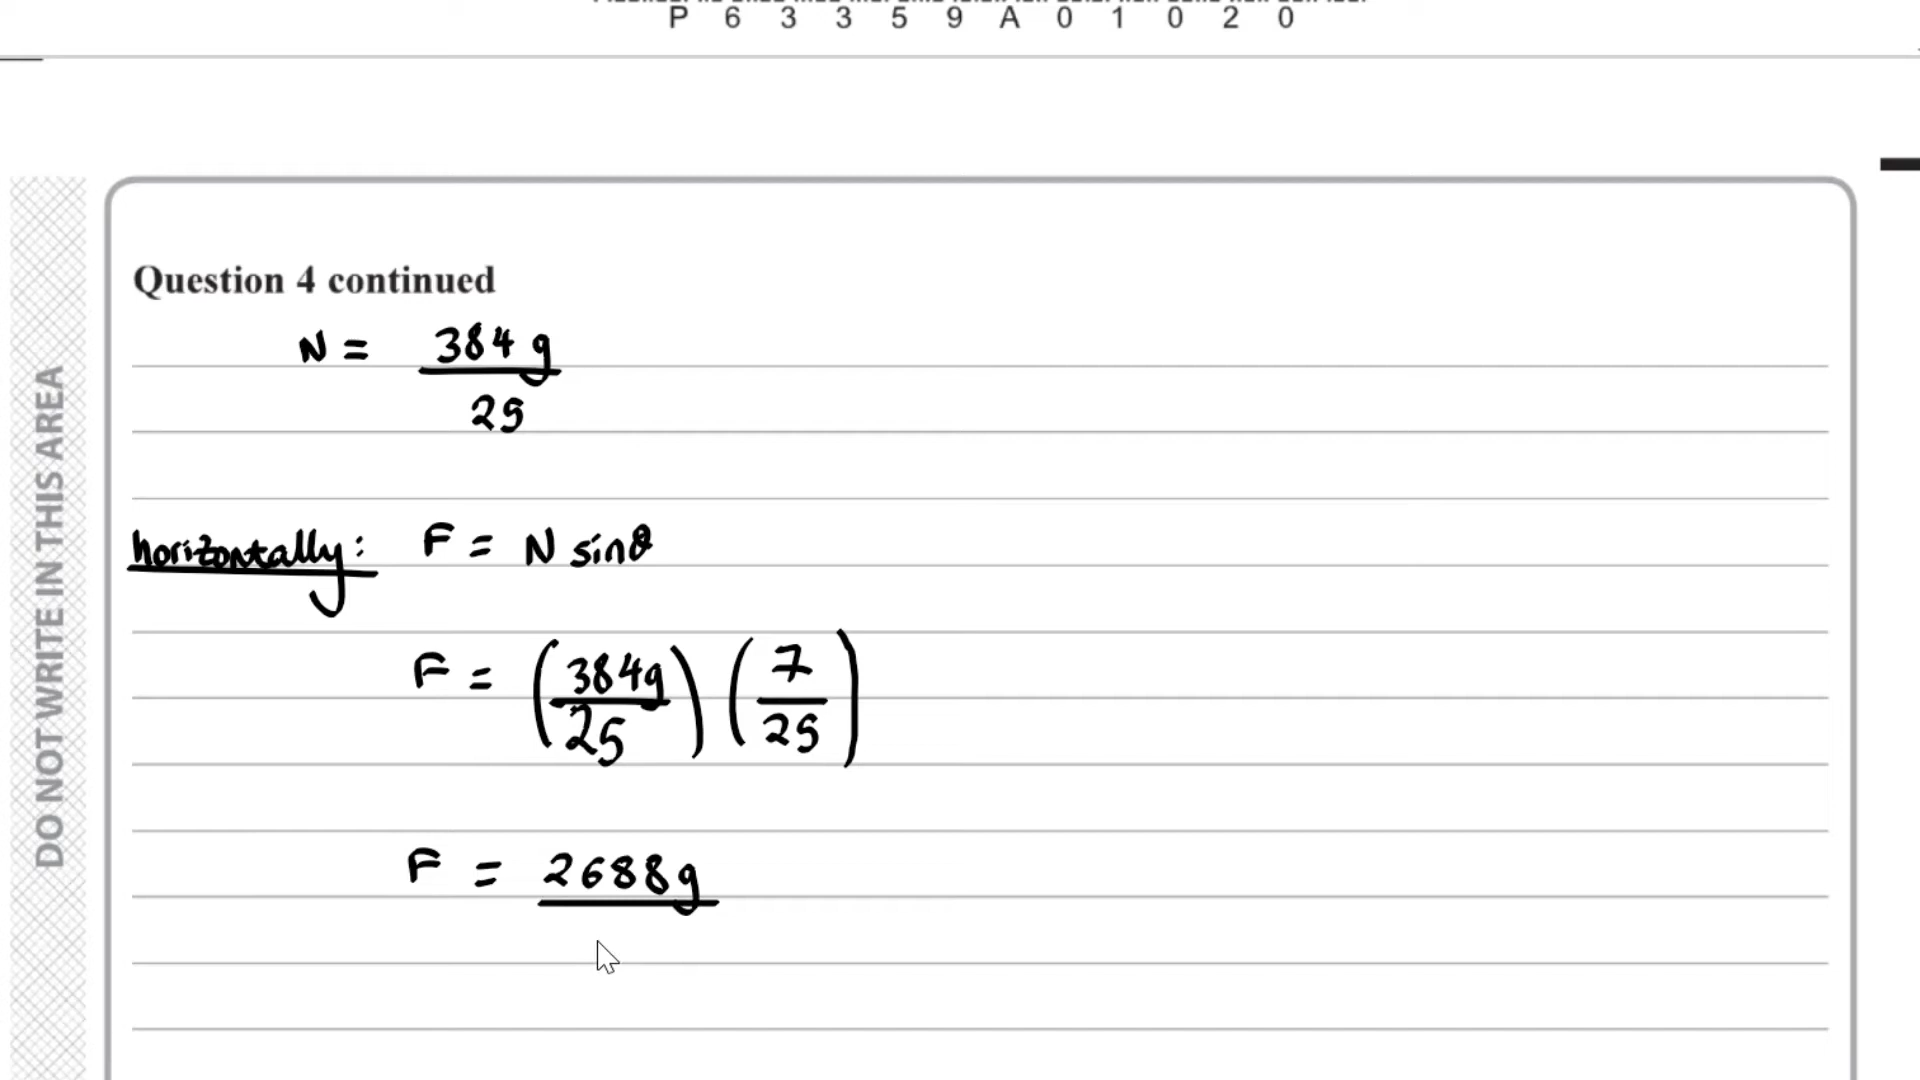 P 6 3 3 5 9 A 0 1 0 2 0
DO NOT WRITE IN THIS AREA
Question 4 continued
N = 384 g
25
horizontally: F = N sinθ
F = (384g/25) (7/25)
F = 2688g